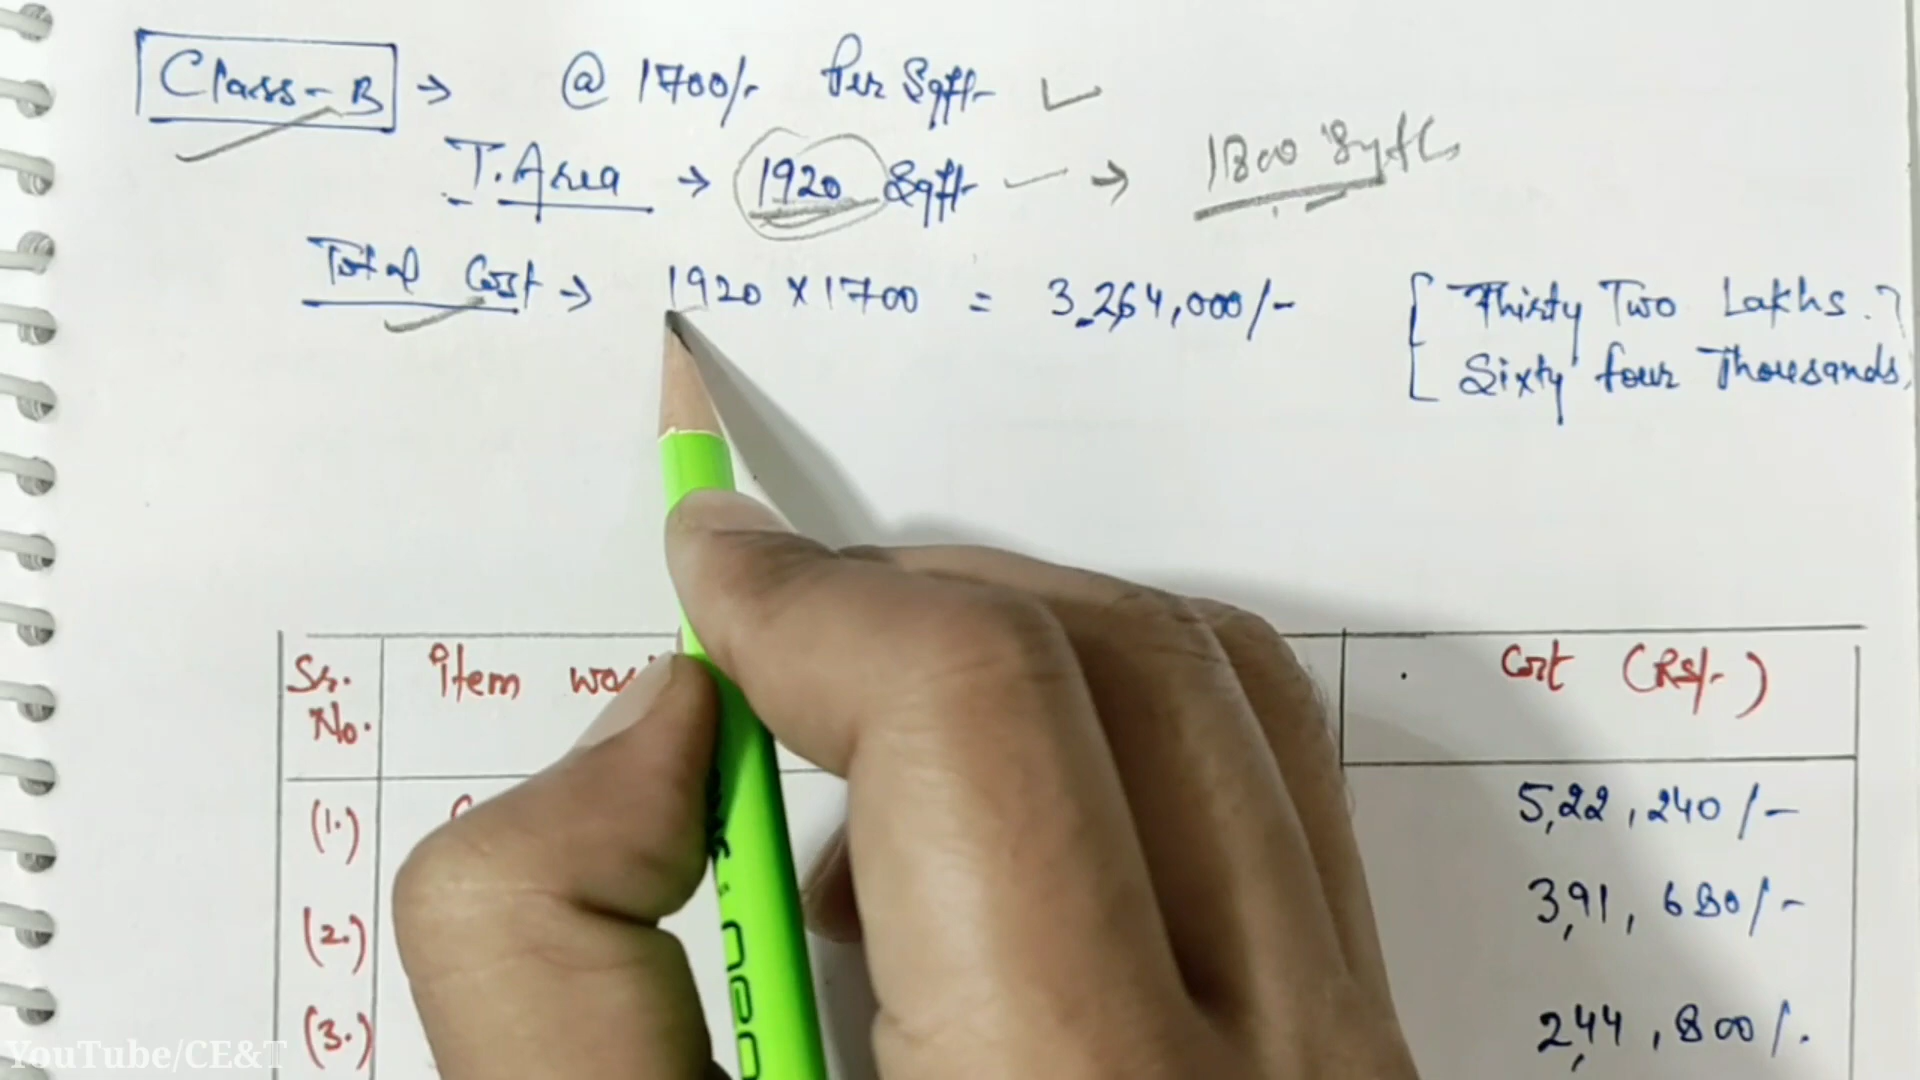 Class-B → @ 1700/- Per Sqft-
T.Area → 1920 Sqft- → 1800 Sqft
Total Cost → 1920 x 1700 = 3,264,000/- [Thirty Two Lakhs.]
Sixty four Thousands,
Sr. item Cost (Rs/-)
No.
(1.) 5,22,240/-
(2.) 3,91,680/-
(3.) 2,44,800/-
YouTube/CE&T
neo